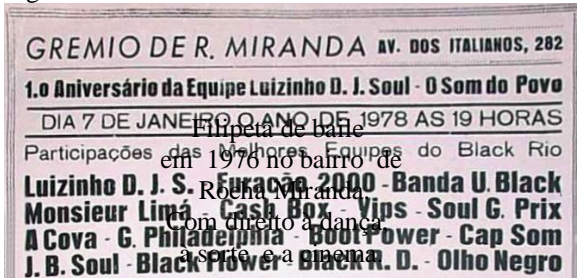 GREMIO DE R. MIRANDA AV. DOS ITALIANOS, 282
1.o Aniversário da Equipe Luizinho D. J. Soul - O Som do Povo
DIA 7 DE JANEIRO O ANO DE 1978 AS 19 HORAS
Filipeta de baile
Participações das Melhores Equipes do Black Rio
em 1976 no bairro de
Luizinho D. J. S. - Furacão 2000 - Banda U. Black
Rocha Miranda.
Monsieur Limá - Cash Box - Vips - Soul G. Prix
Com direito à dança,
A Cova - G. Philadelphia - Boot Power - Cap Som
J. B. Soul - Black Flower - Black R. D. - Olho Negro
à sorte e a cinema.